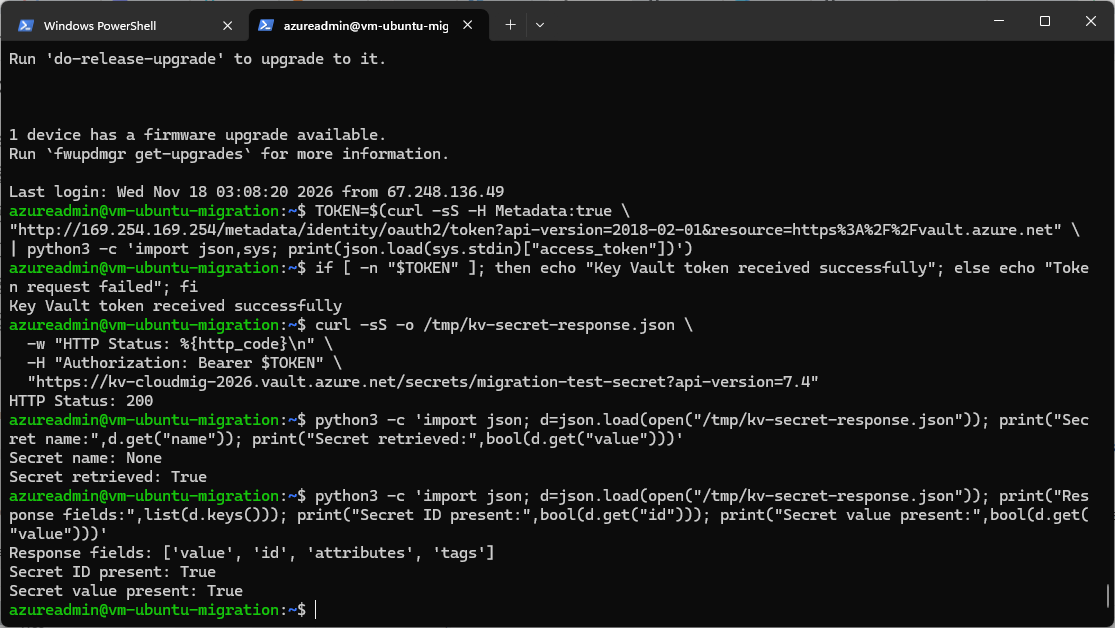 Windows PowerShell
azureadmin@vm-ubuntu-mig
Run 'do-release-upgrade' to upgrade to it.
1 device has a firmware upgrade available.
Run `fwupdmgr get-upgrades` for more information.
Last login: Wed Nov 18 03:08:20 2026 from 67.248.136.49
azureadmin@vm-ubuntu-migration:~$ TOKEN=$(curl -sS -H Metadata:true \
"http://169.254.169.254/metadata/identity/oauth2/token?api-version=2018-02-01&resource=https%3A%2F%2Fvault.azure.net" \
| python3 -c 'import json,sys; print(json.load(sys.stdin)["access_token"])')
azureadmin@vm-ubuntu-migration:~$ if [ -n "$TOKEN" ]; then echo "Key Vault token received successfully"; else echo "Toke
n request failed"; fi
Key Vault token received successfully
azureadmin@vm-ubuntu-migration:~$ curl -sS -o /tmp/kv-secret-response.json \
  -w "HTTP Status: %{http_code}\n" \
  -H "Authorization: Bearer $TOKEN" \
  "https://kv-cloudmig-2026.vault.azure.net/secrets/migration-test-secret?api-version=7.4"
HTTP Status: 200
azureadmin@vm-ubuntu-migration:~$ python3 -c 'import json; d=json.load(open("/tmp/kv-secret-response.json")); print("Sec
ret name:",d.get("name")); print("Secret retrieved:",bool(d.get("value")))'
Secret name: None
Secret retrieved: True
azureadmin@vm-ubuntu-migration:~$ python3 -c 'import json; d=json.load(open("/tmp/kv-secret-response.json")); print("Res
ponse fields:",list(d.keys())); print("Secret ID present:",bool(d.get("id"))); print("Secret value present:",bool(d.get(
"value")))'
Response fields: ['value', 'id', 'attributes', 'tags']
Secret ID present: True
Secret value present: True
azureadmin@vm-ubuntu-migration:~$